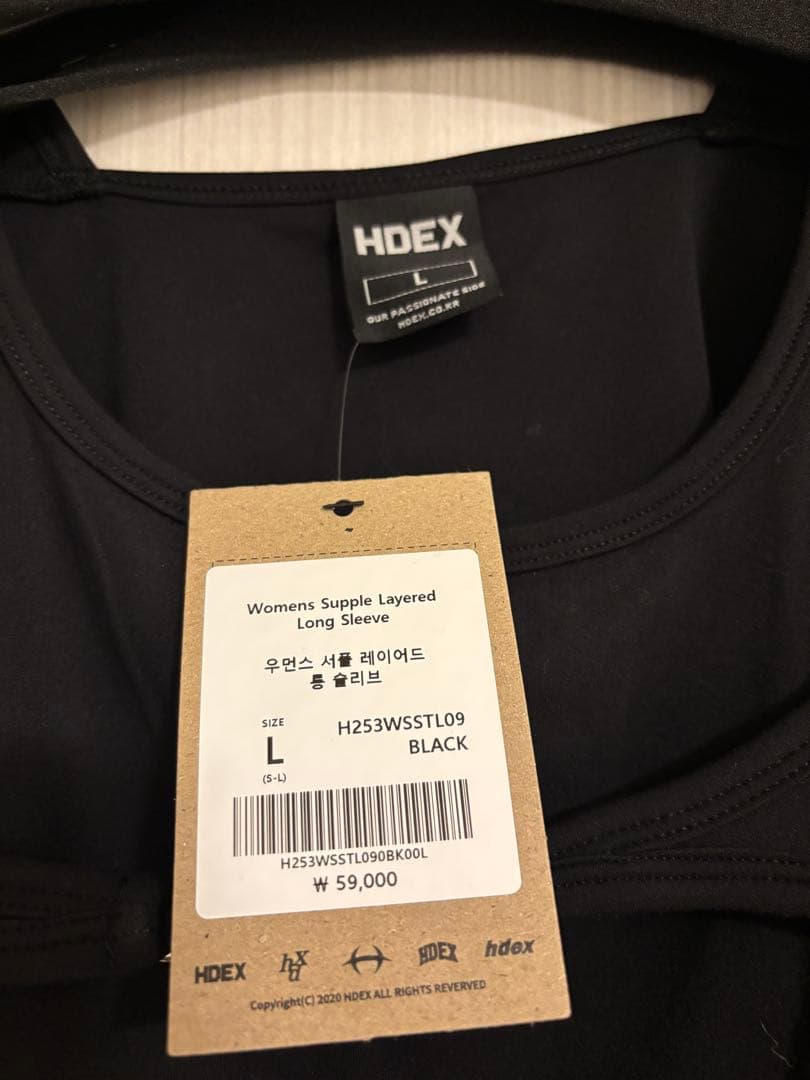 HDEX
L
OUR PASSIONATE SIDE
HDEX.CO.KR
Womens Supple Layered
Long Sleeve
우먼스 서플 레이어드
롱 슬리브
SIZE
L
(S-L)
H253WSSTL09
BLACK
H253WSSTL090BK00L
₩ 59,000
HDEX
hdx
HDEX
hdex
Copyright(C) 2020 HDEX ALL RIGHTS REVERVED